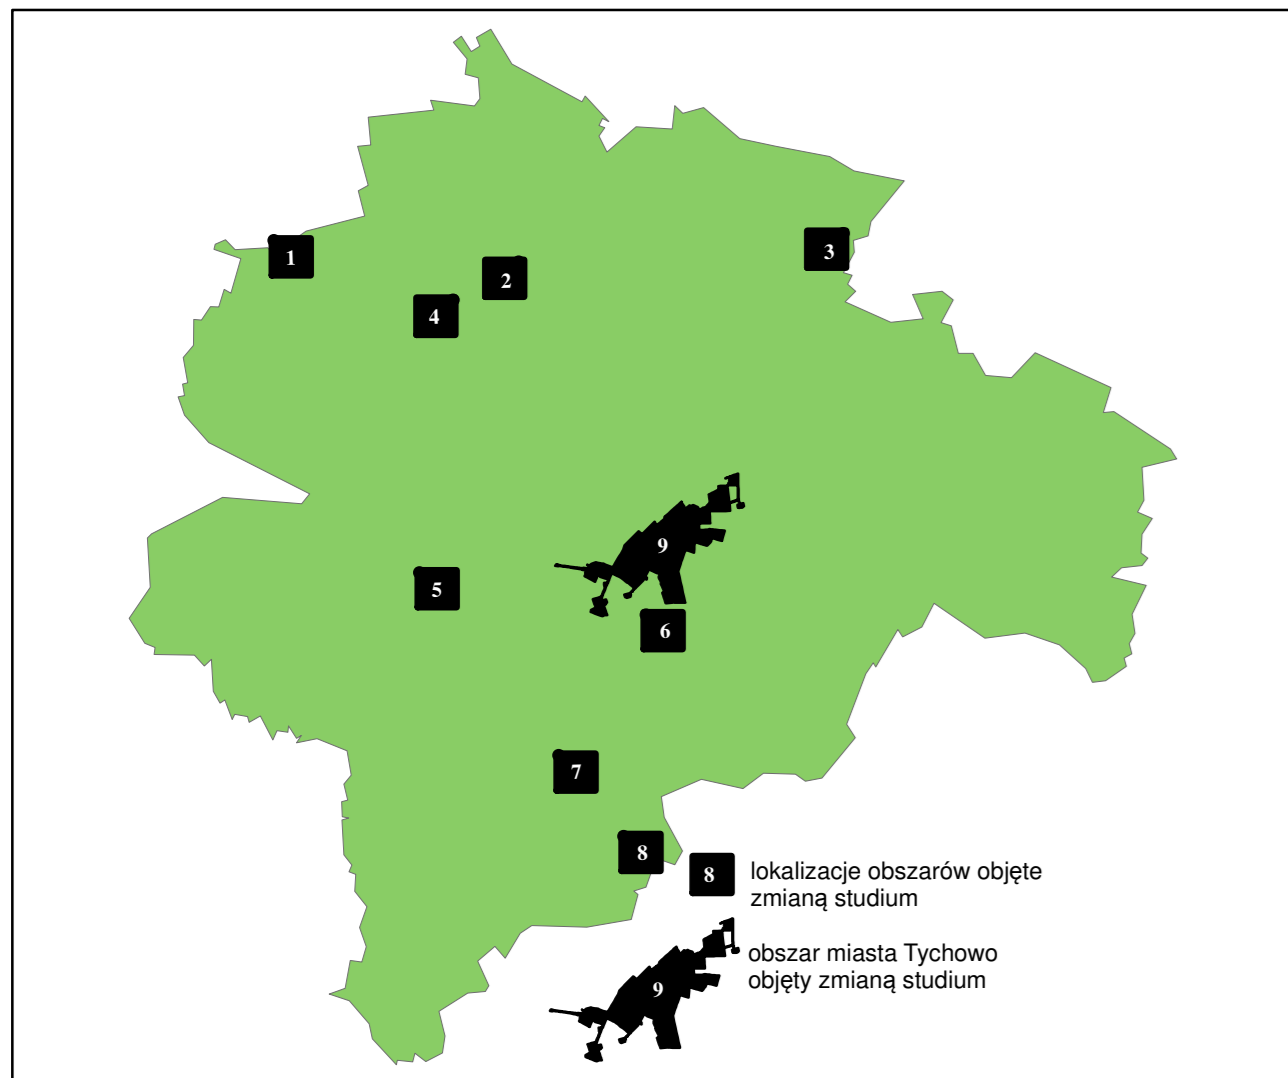 1
2
3
4
9
5
6
7
8
8 lokalizacje obszarów objęte
zmianą studium
9 obszar miasta Tychowo
objęty zmianą studium